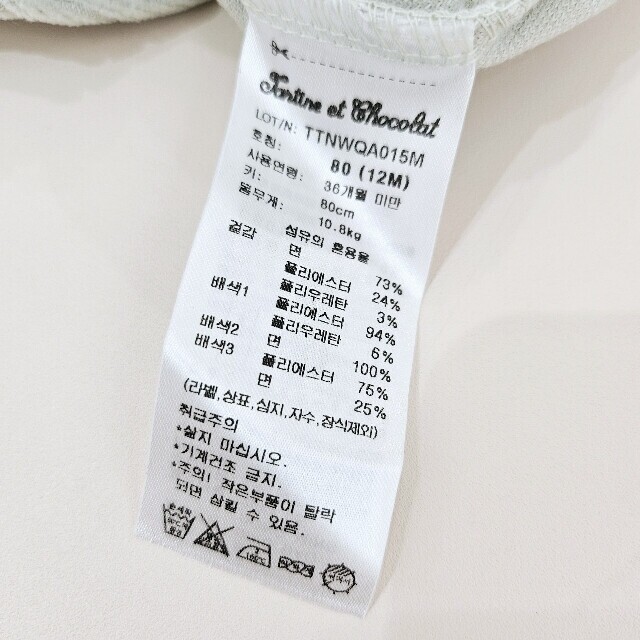 Tartine et Chocolat
LOT/N: TTNWQA015M
호칭: 80 (12M)
사용연령: 36개월 미만
키: 80cm
몸무게: 10.8kg
섬유의 혼용율
겉감 면 73%
폴리에스터 24%
폴리우레탄 3%
배색1 폴리에스터 94%
폴리우레탄 6%
배색2 면 100%
배색3 폴리에스터 75%
면 25%
(라벨,상표,심지,자수,장식제외)
취급주의
*삶지 마십시오.
*기계건조 금지.
*주의! 작은부품이 탈락
되면 삼킬 수 있음.